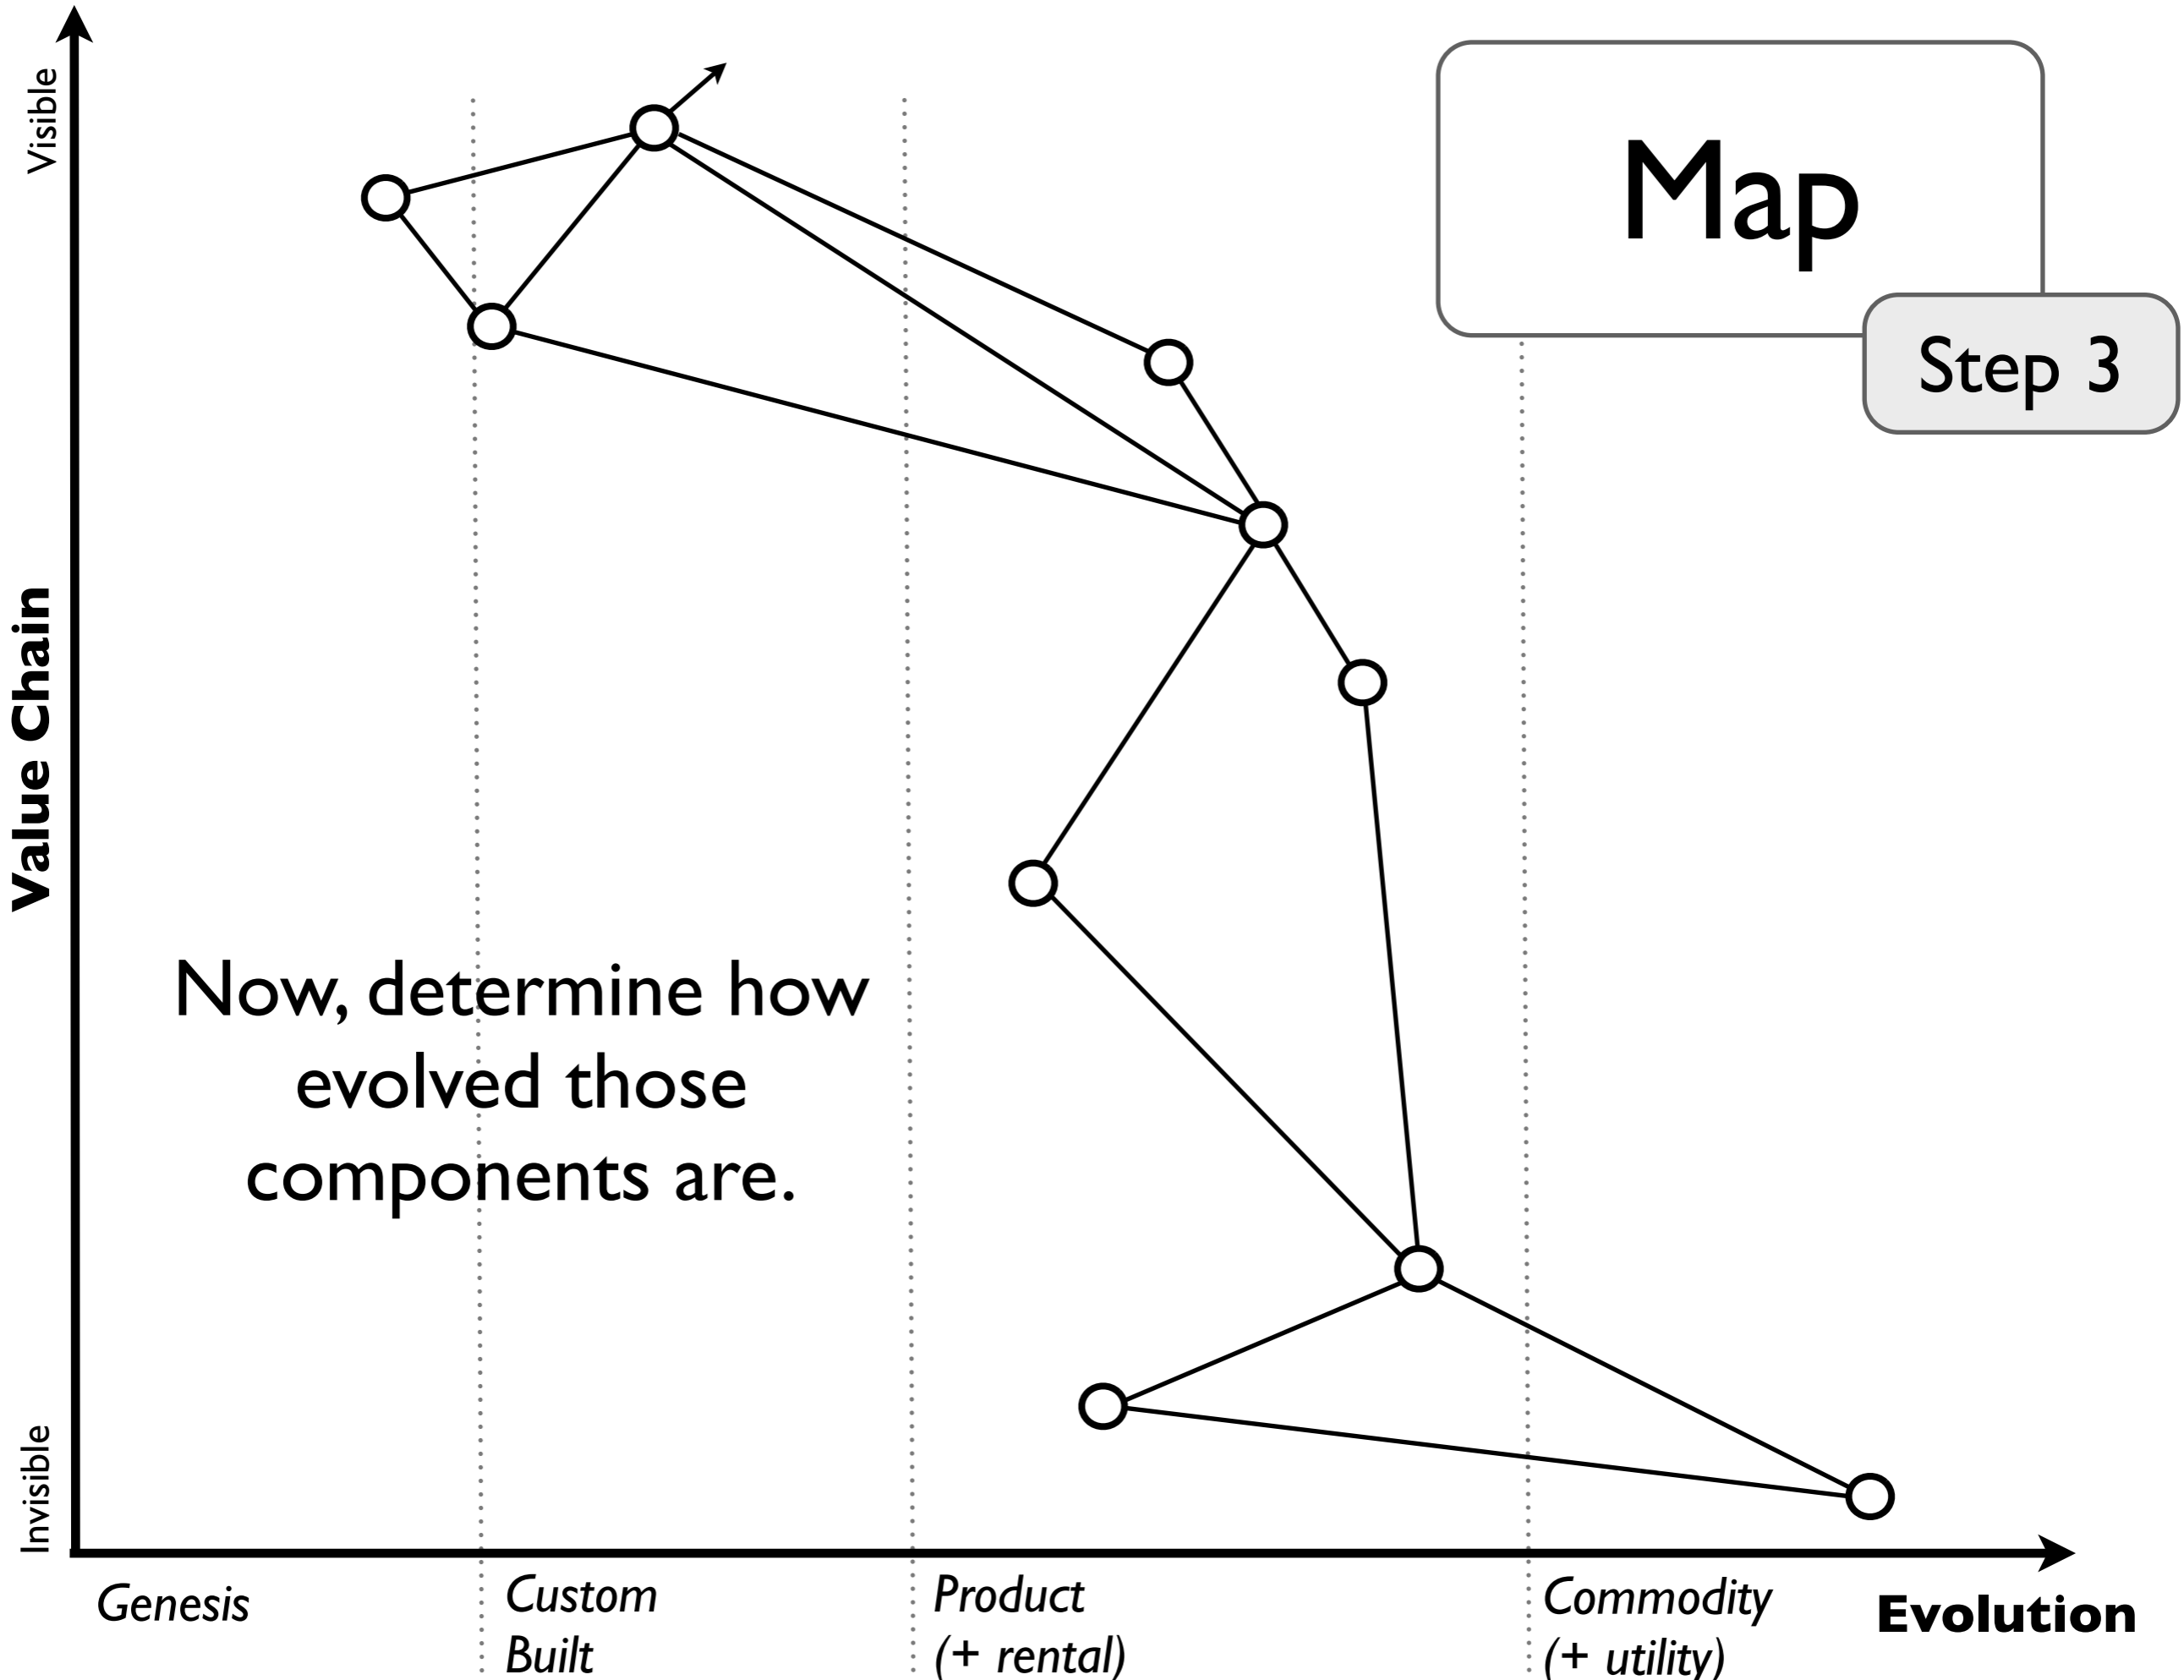 Visible
Map
Step 3
Value Chain
Now, determine how
evolved those
components are.
Invisible
Genesis
Custom
Built
Product
(+ rental)
Commodity
(+ utility)
Evolution